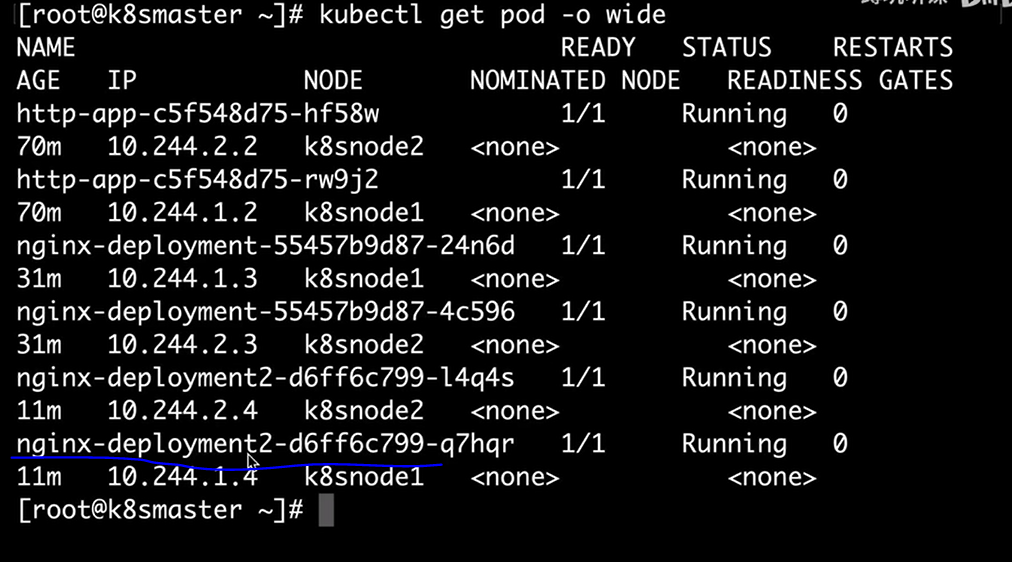 [root@k8smaster ~]# kubectl get pod -o wide
NAME READY STATUS RESTARTS
AGE IP NODE NOMINATED NODE READINESS GATES
http-app-c5f548d75-hf58w 1/1 Running 0
70m 10.244.2.2 k8snode2 <none> <none>
http-app-c5f548d75-rw9j2 1/1 Running 0
70m 10.244.1.2 k8snode1 <none> <none>
nginx-deployment-55457b9d87-24n6d 1/1 Running 0
31m 10.244.1.3 k8snode1 <none> <none>
nginx-deployment-55457b9d87-4c596 1/1 Running 0
31m 10.244.2.3 k8snode2 <none> <none>
nginx-deployment2-d6ff6c799-l4q4s 1/1 Running 0
11m 10.244.2.4 k8snode2 <none> <none>
nginx-deployment2-d6ff6c799-q7hqr 1/1 Running 0
11m 10.244.1.4 k8snode1 <none> <none>
[root@k8smaster ~]#